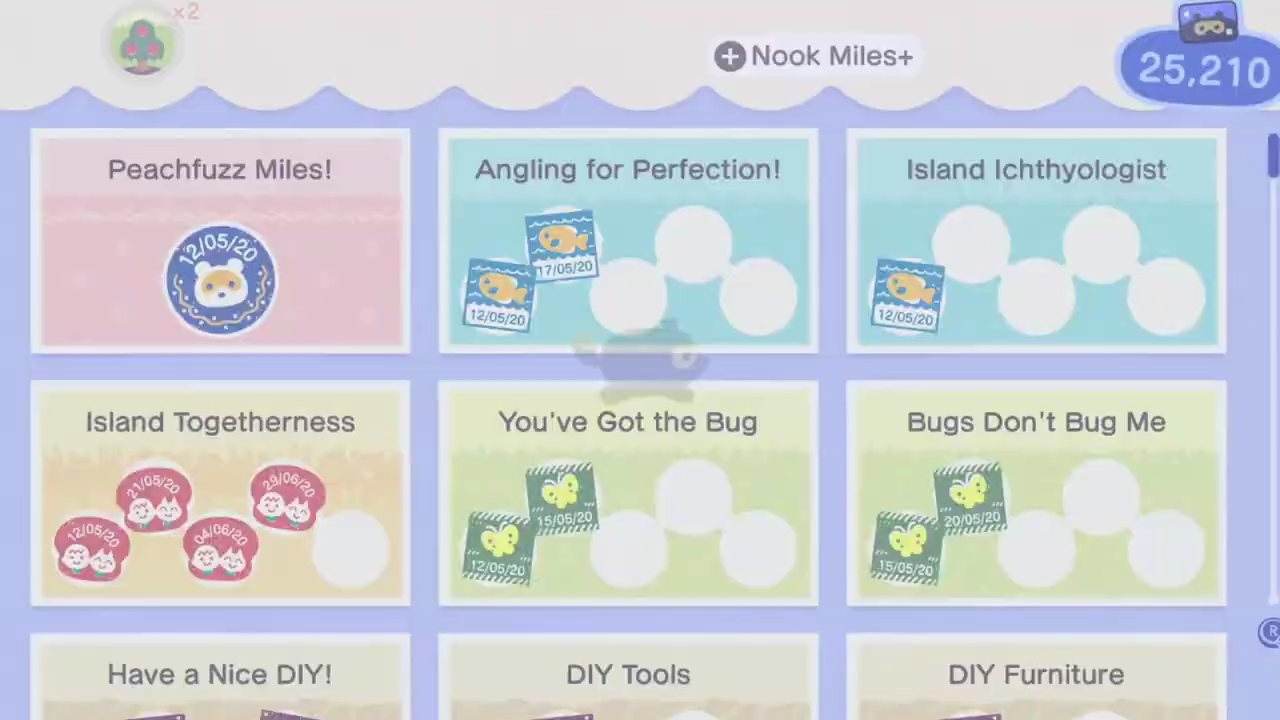 ×2
+ Nook Miles+
25,210
Peachfuzz Miles!
12/05/20
Angling for Perfection!
12/05/20
17/05/20
Island Ichthyologist
12/05/20
Island Togetherness
12/05/20
21/05/20
04/06/20
29/06/20
You've Got the Bug
12/05/20
15/05/20
Bugs Don't Bug Me
15/05/20
20/05/20
R
Have a Nice DIY!
DIY Tools
DIY Furniture